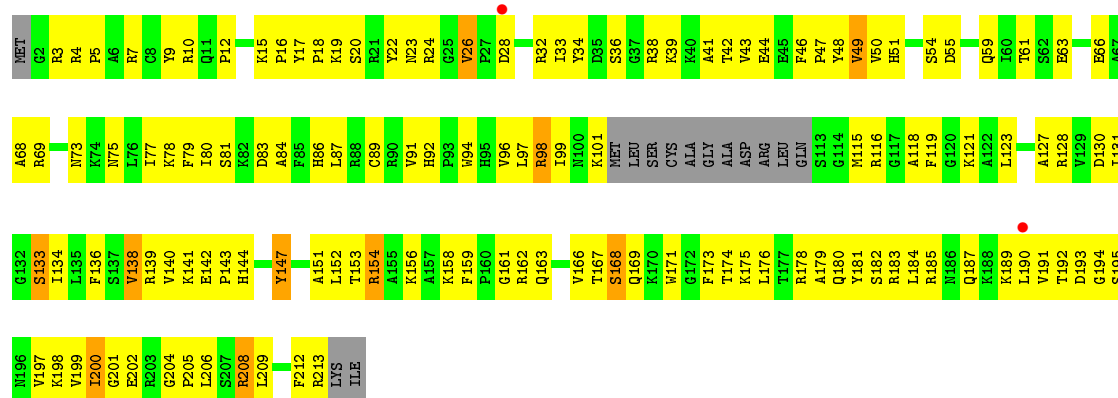 MET G2 R3 R4 P5 A6 R7 C8 Y9 R10 Q11 P12 K15 P16 Y17 P18 K19 S20 R21 Y22 N23 R24 G25 V26 P27 D28 R32 I33 Y34 D35 S36 G37 R38 K39 K40 A41 T42 V43 E44 E45 F46 P47 Y48 V49 V50 H51 S54 D55 Q59 I60 T61 S62 E63 E66 A67
A68 R69 N73 K74 N75 L76 I77 K78 F79 I80 S81 K82 D83 A84 F85 H86 L87 R88 C89 R90 V91 H92 P93 W94 H95 V96 L97 R98 I99 N100 K101 MET LEU SER CYS ALA GLY ALA ASP ARG LEU GLN S113 G114 M115 R116 G117 A118 F119 G120 K121 A122 L123 A127 R128 V129 D130 I131
G132 S133 I134 L135 F136 S137 V138 R139 V140 K141 E142 P143 H144 Y147 A151 L152 T153 R154 A155 K156 A157 K158 F159 P160 G161 R162 Q163 V166 T167 S168 Q169 K170 W171 G172 F173 T174 K175 L176 T177 R178 A179 Q180 Y181 S182 R183 L184 R185 N186 Q187 K188 K189 L190 V191 T192 D193 G194 S195
N196 V197 K198 V199 I200 G201 E202 R203 G204 P205 L206 S207 R208 L209 F212 R213 LYS ILE